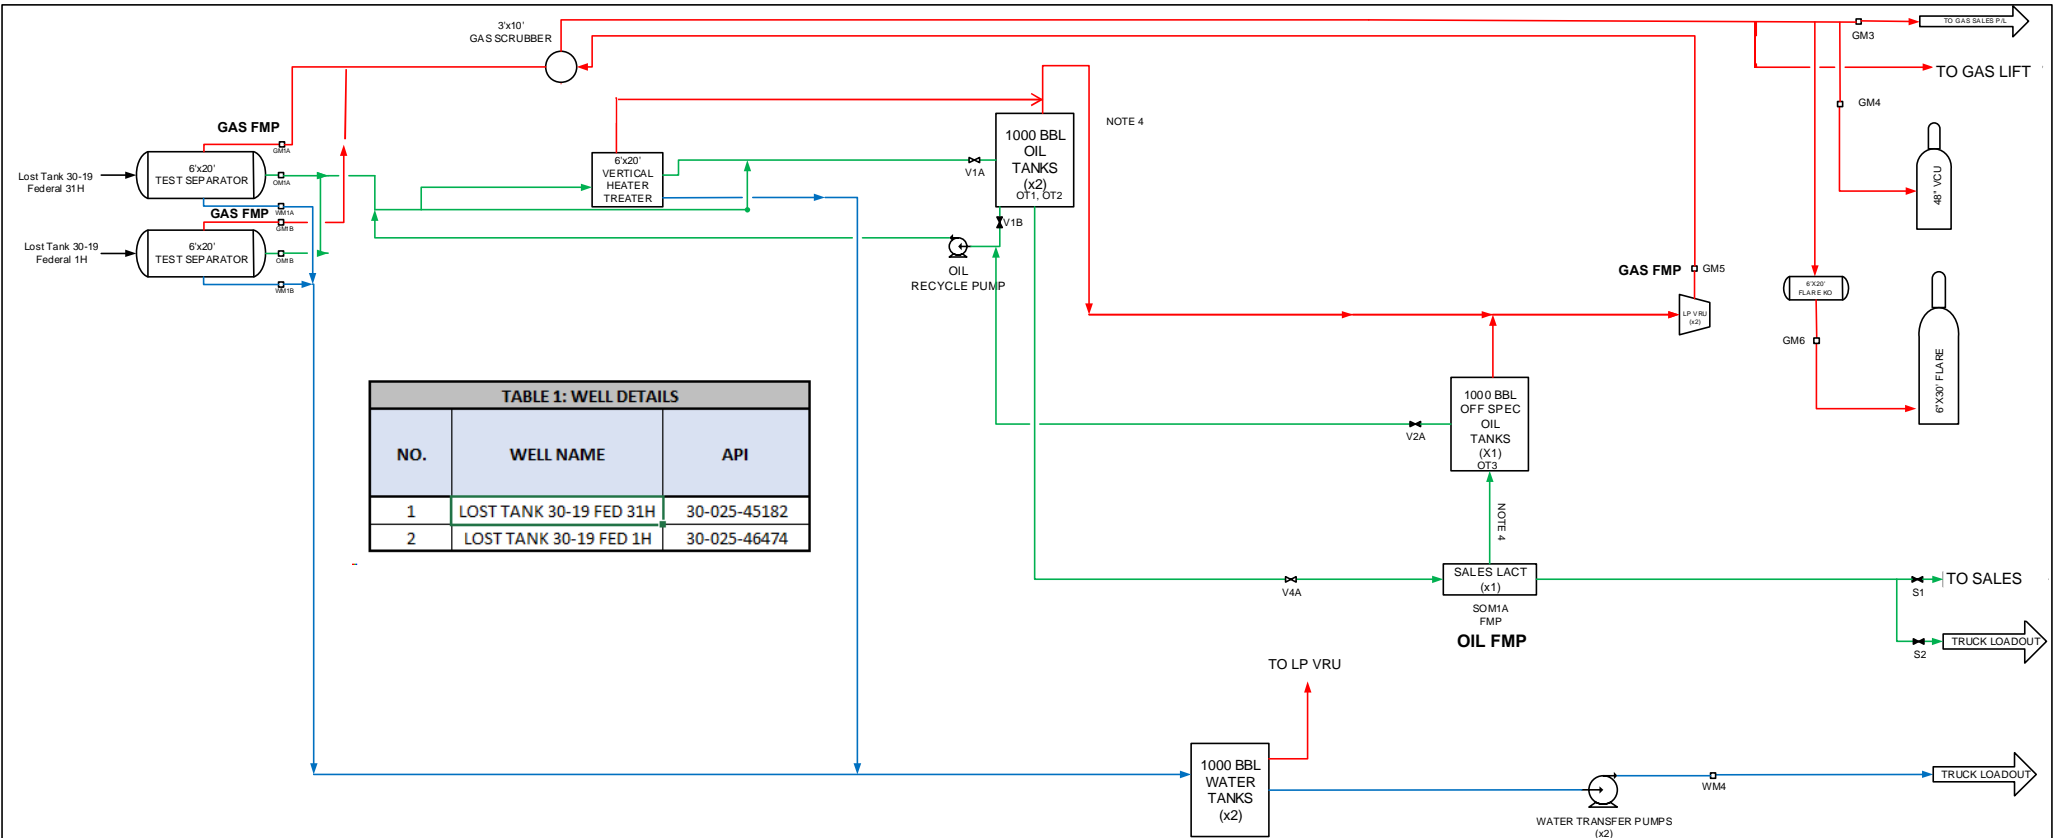 3'x10'
GAS SCRUBBER
GM3
TO GAS SALES P/L
TO GAS LIFT
GM4
48" VCU
NOTE 4
GAS FMP
GM1A
Lost Tank 30-19
Federal 31H
6'x20'
TEST SEPARATOR
OM1A
WM1A
GAS FMP
GM1B
Lost Tank 30-19
Federal 1H
6'x20'
TEST SEPARATOR
OM1B
WM1B
6'x20'
VERTICAL
HEATER
TREATER
V1A
1000 BBL
OIL
TANKS
(x2)
OT1, OT2
V1B
OIL
RECYCLE PUMP
GAS FMP
GM5
LP VRU
(x2)
6'X20'
FLARE KO
GM6
6"X30' FLARE
TABLE 1: WELL DETAILS
NO.
WELL NAME
API
1
LOST TANK 30-19 FED 31H
30-025-45182
2
LOST TANK 30-19 FED 1H
30-025-46474
1000 BBL
OFF SPEC
OIL
TANKS
(X1)
OT3
V2A
NOTE 4
V4A
SALES LACT
(x1)
SOM1A
FMP
OIL FMP
S1
TO SALES
S2
TRUCK LOADOUT
TO LP VRU
1000 BBL
WATER
TANKS
(x2)
WATER TRANSFER PUMPS
(x2)
WM4
TRUCK LOADOUT